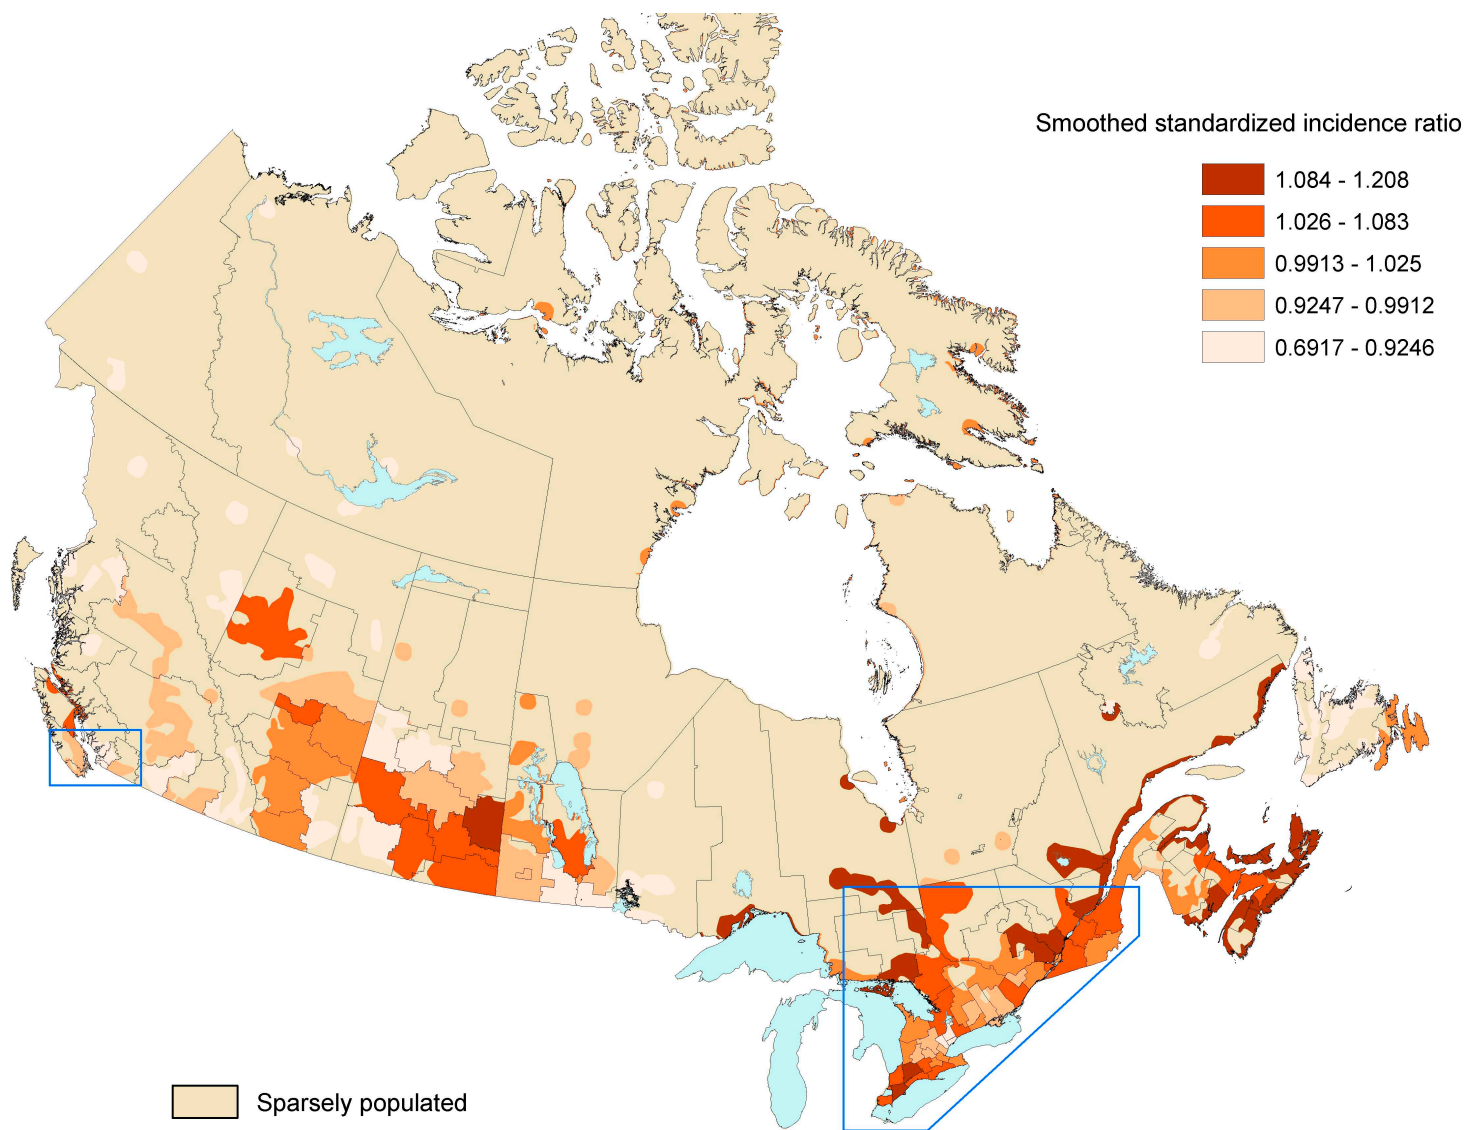 Smoothed standardized incidence ratio
1.084 - 1.208
1.026 - 1.083
0.9913 - 1.025
0.9247 - 0.9912
0.6917 - 0.9246
Sparsely populated